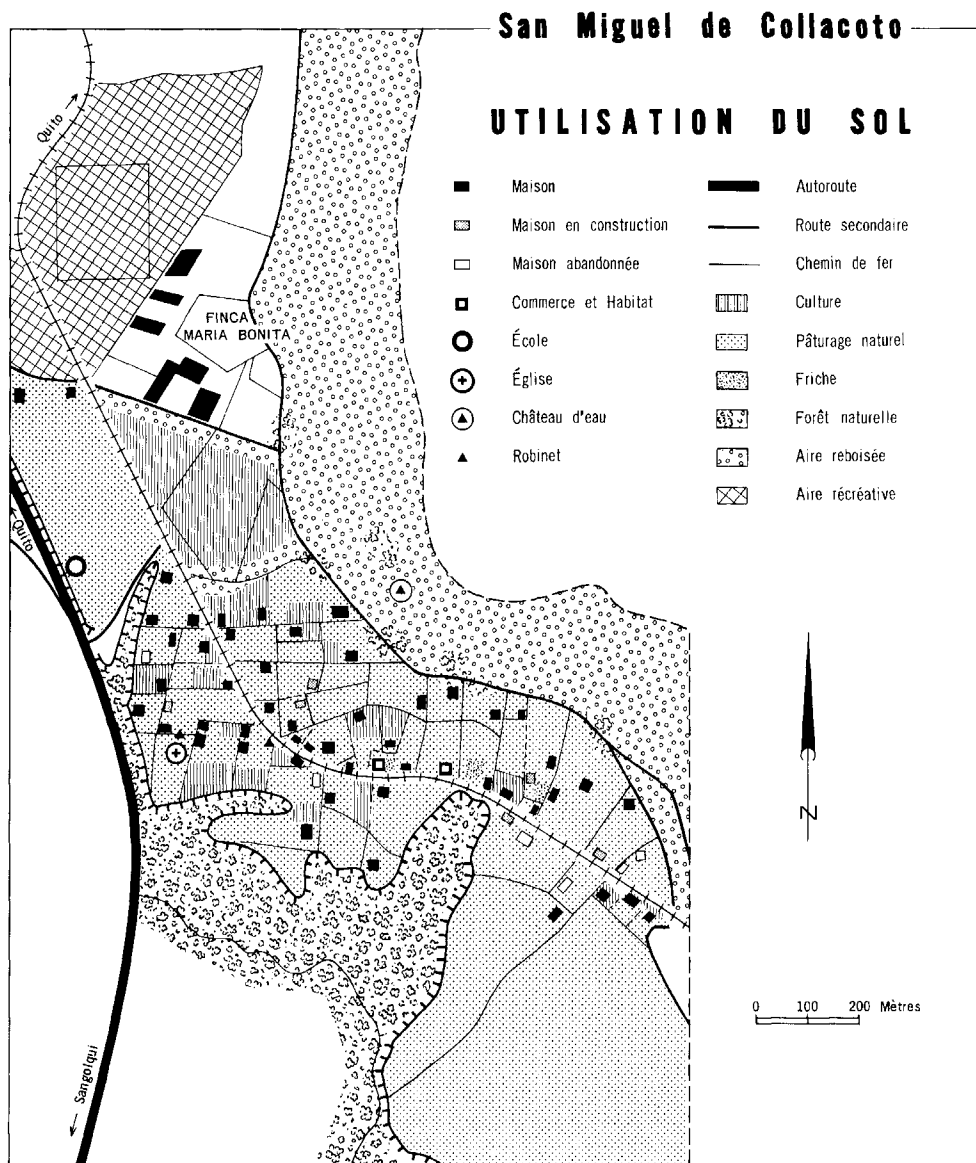 San Miguel de Collacoto
UTILISATION DU SOL
Maison
Maison en construction
Maison abandonnée
Commerce et Habitat
École
Église
Château d'eau
Robinet
Autoroute
Route secondaire
Chemin de fer
Culture
Pâturage naturel
Friche
Forêt naturelle
Aire reboisée
Aire récréative
Quito
FINCA
MARIA BONITA
Quito
Sangolqui
N
0 100 200 Mètres